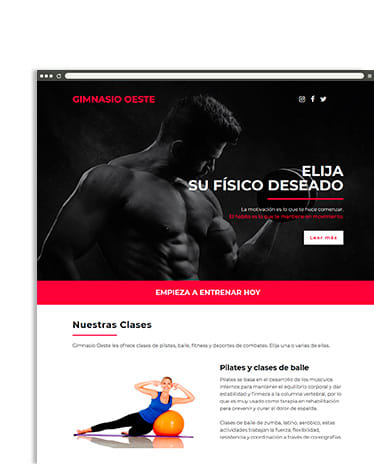 GIMNASIO OESTE
ELIJA
SU FÍSICO DESEADO
La motivación es lo que te hace comenzar.
El hábito es lo que te mantiene en movimiento.
Leer más
EMPIEZA A ENTRENAR HOY
Nuestras Clases
Gimnasio Oeste les ofrece clases de pilates, baile, fitness y deportes de combates. Elija una o varias de ellas.
Pilates y clases de baile
Pilates se basa en el desarrollo de los músculos
internos para mantener el equilibrio corporal y dar
estabilidad y firmeza a la columna vertebral, por lo
que es muy usado como terapia en rehabilitación
para prevenir y curar el dolor de espalda.
Clases de baile de zumba, latino, aeróbic, estas
actividades trabajan la fuerza, flexibilidad,
resistencia y coordinación a través de coreografías.